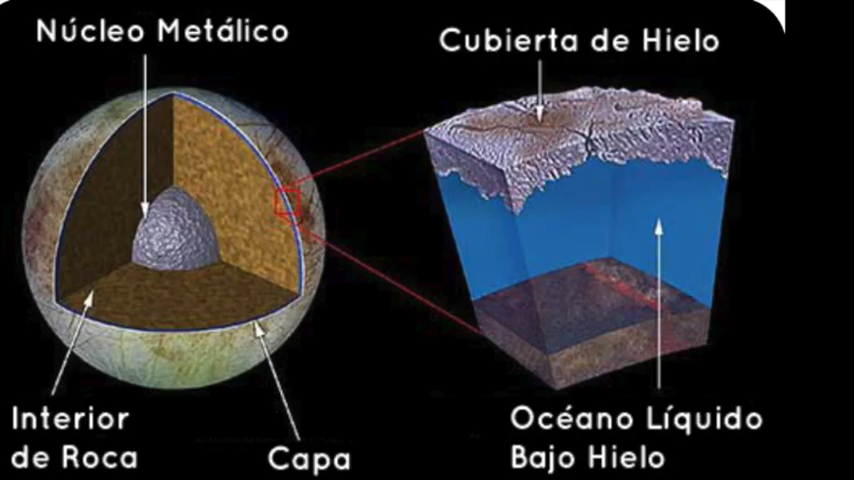 Núcleo Metálico
Cubierta de Hielo
Interior
de Roca
Capa
Océano Líquido
Bajo Hielo